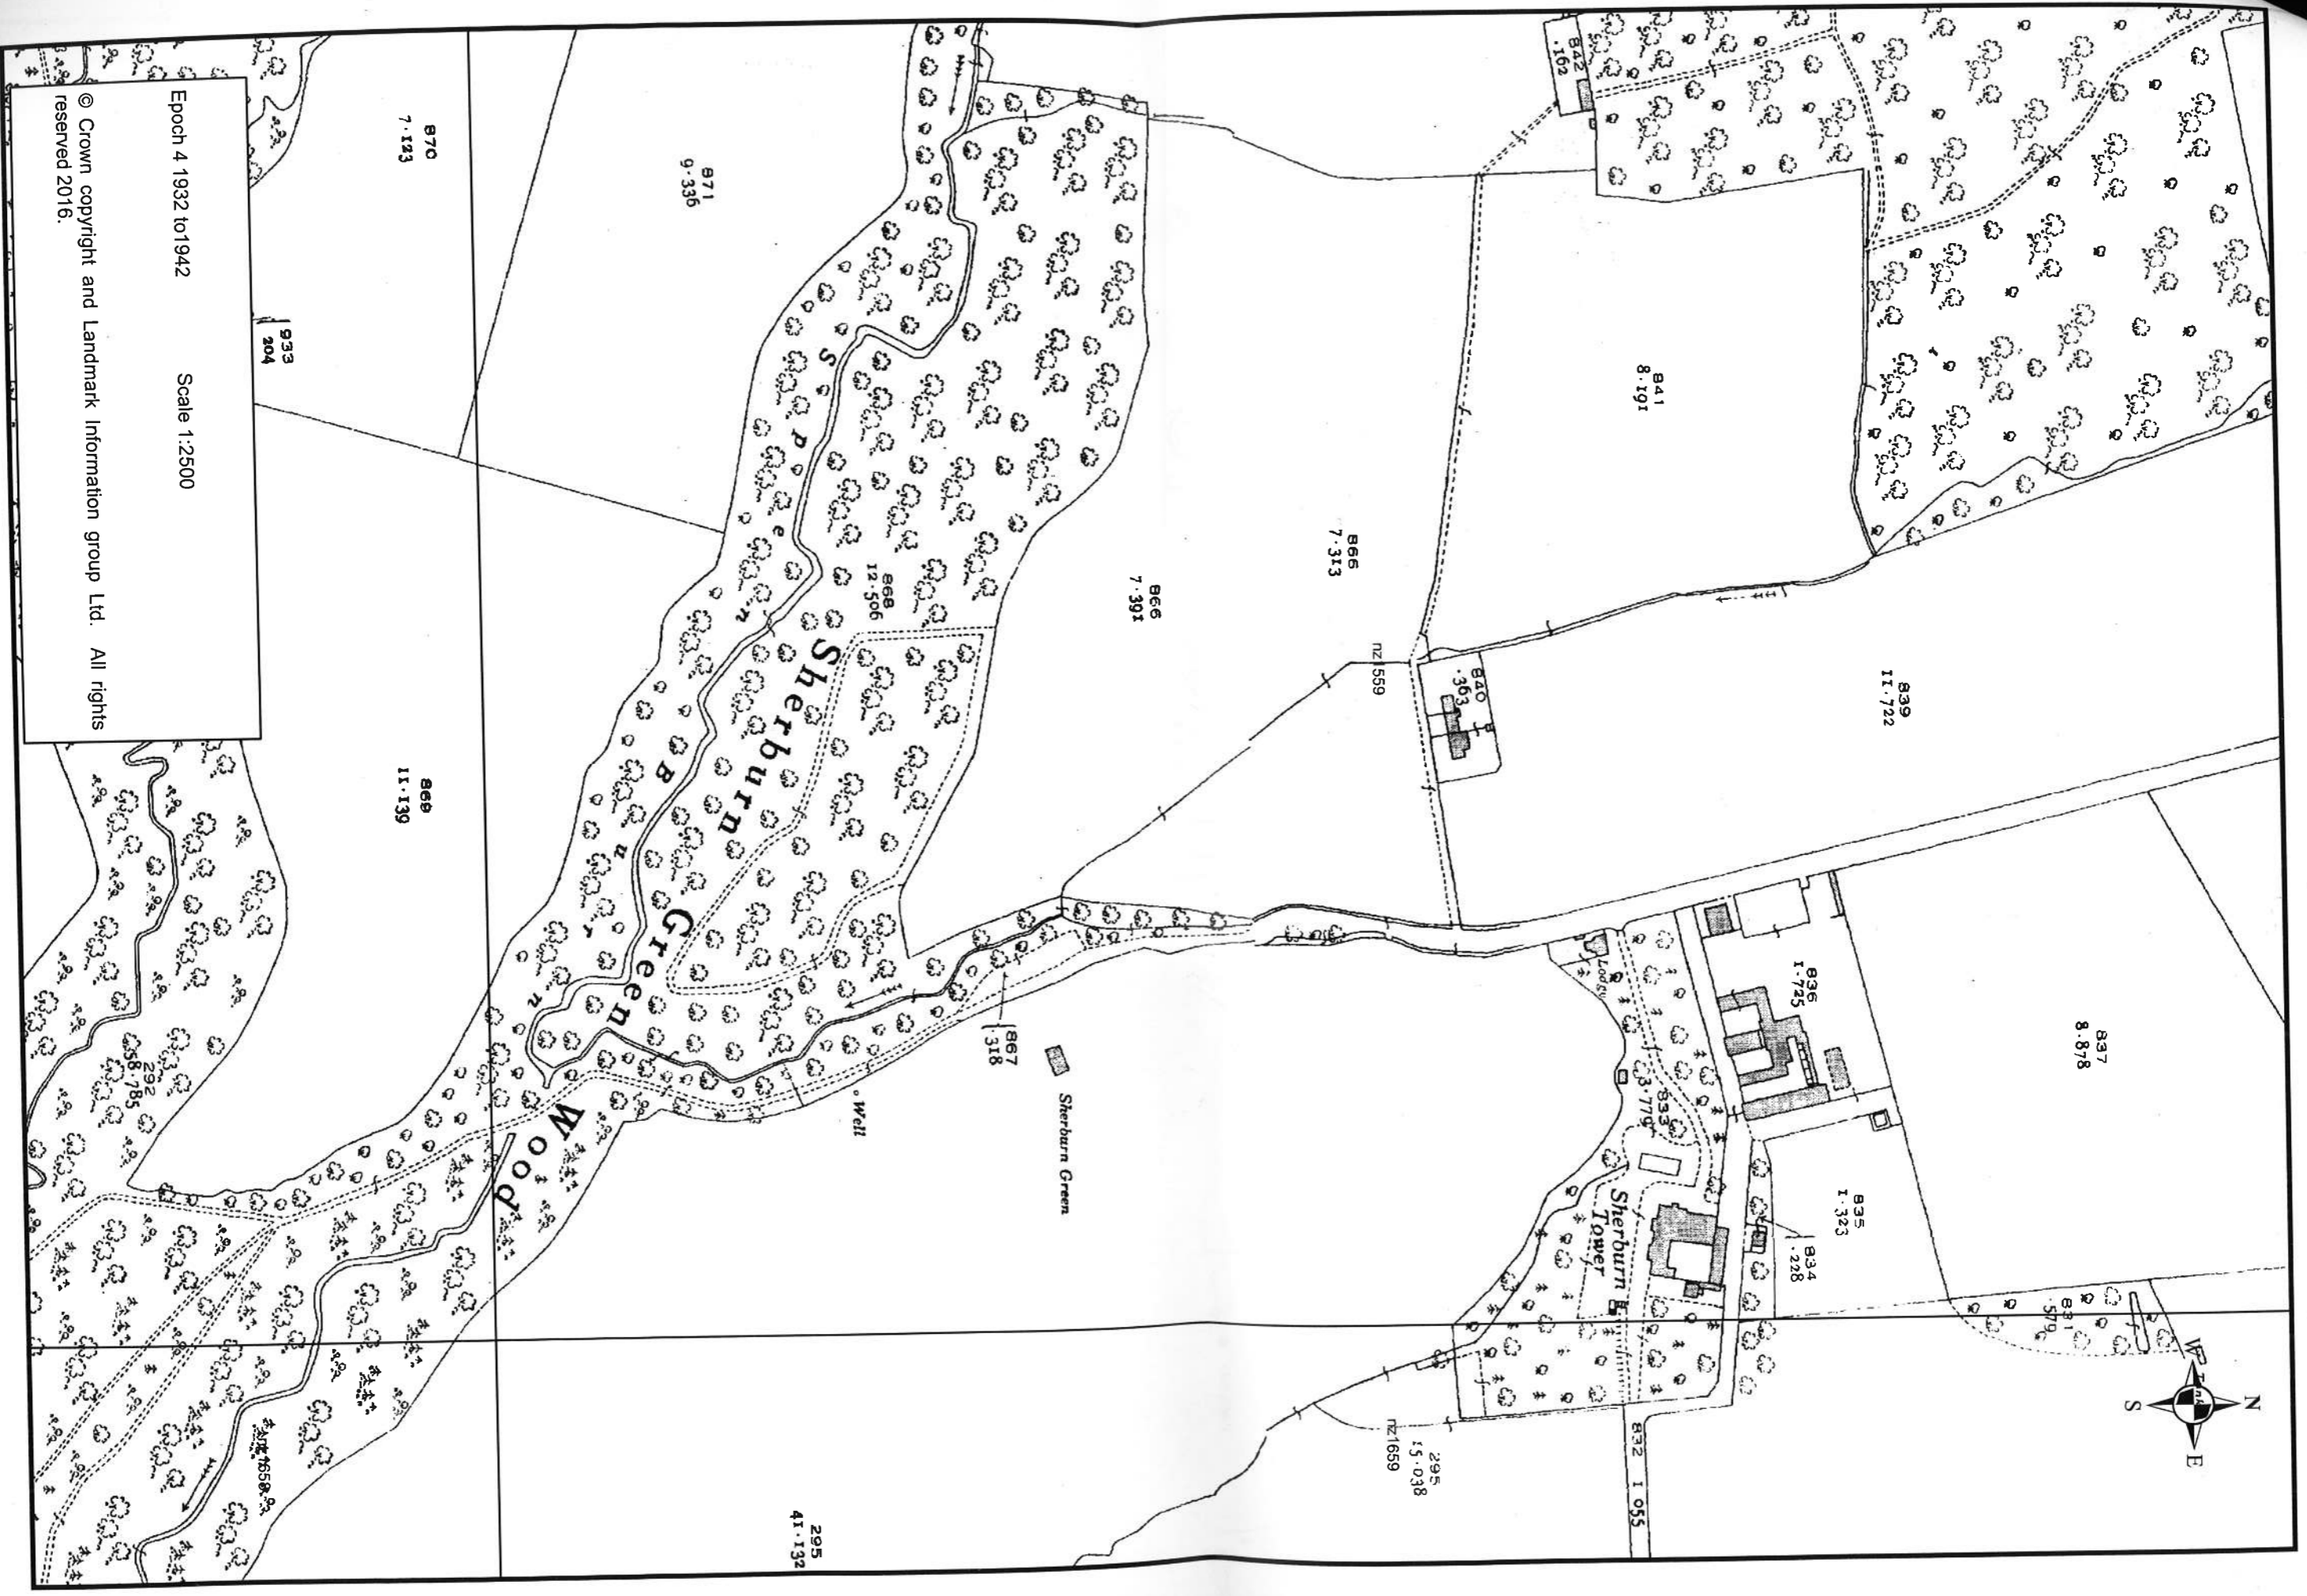 842
.162
841
8·191
839
11.722
837
8.878
866
7·313
866
7·391
nz1559
840
.363
836
1·725
Lodge
833
3·779
835
1·323
834
.228
831
.579
W
N
E
S
Sherburn
Tower
832 1 055
295
15·038
nz1659
871
9·336
870
7·123
933
204
868
12·506
Stippenn Burn
Sherburn Green Wood
867
.318
Well
Sherburn Green
869
11·139
292
58.785
nz1658
295
41·132
Epoch 4 1932 to1942 Scale 1:2500
© Crown copyright and Landmark Information group Ltd. All rights
reserved 2016.